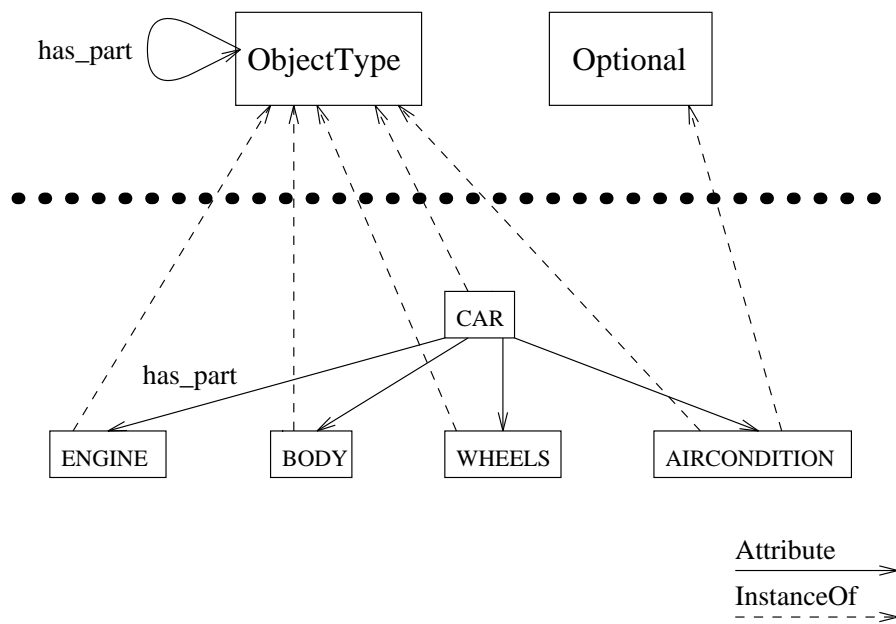 has_part
ObjectType
Optional
CAR
has_part
ENGINE
BODY
WHEELS
AIRCONDITION
Attribute
InstanceOf